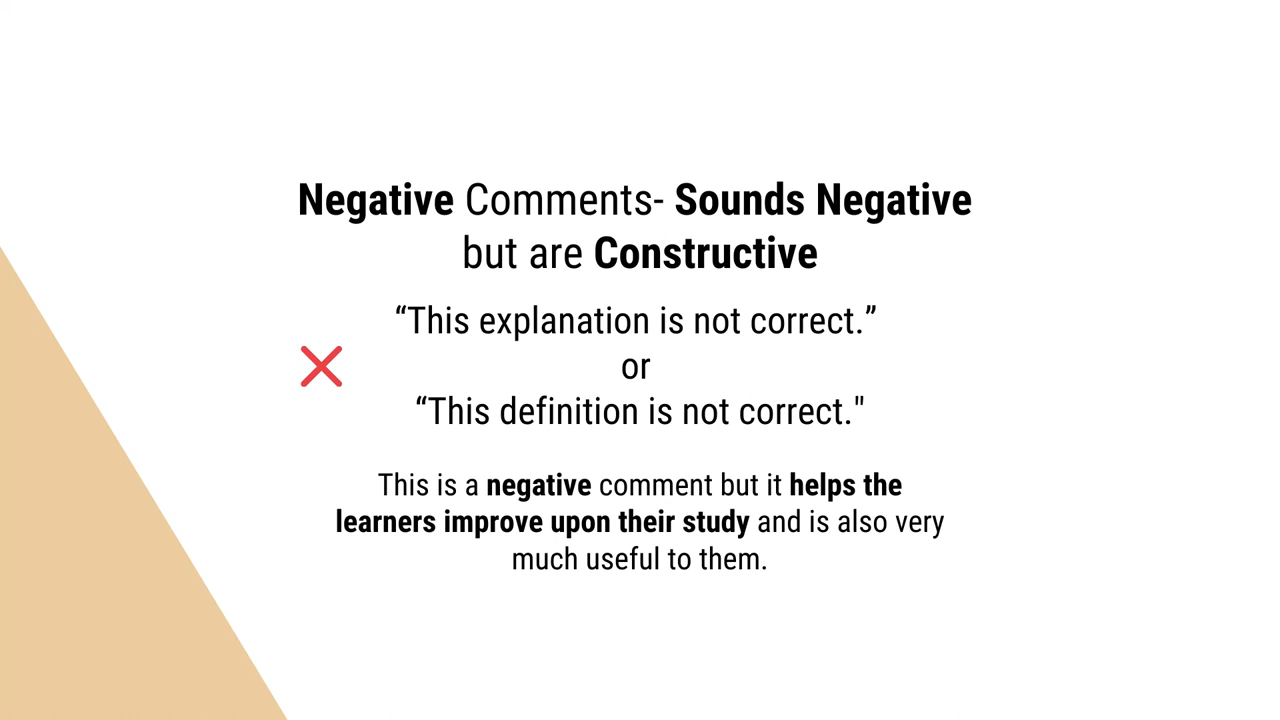 Negative Comments- Sounds Negative
but are Constructive
“This explanation is not correct.”
or
“This definition is not correct."
This is a negative comment but it helps the
learners improve upon their study and is also very
much useful to them.